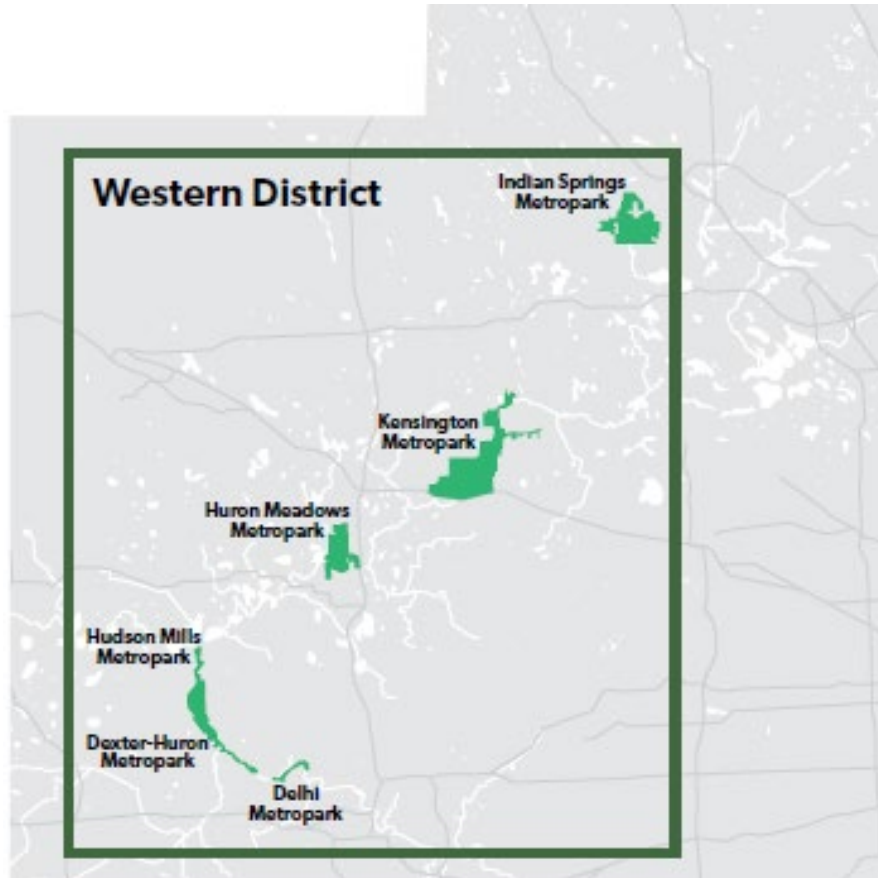 Western District
Indian Springs
Metropark
Kensington
Metropark
Huron Meadows
Metropark
Hudson Mills
Metropark
Dexter-Huron
Metropark
Delhi
Metropark